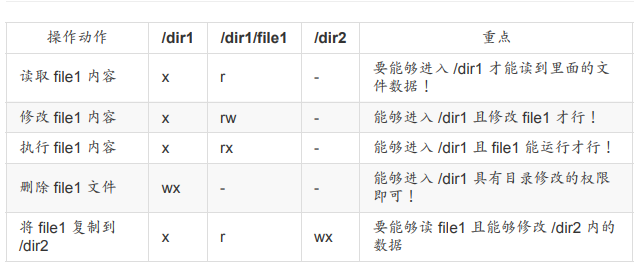 操作动作 /dir1 /dir1/file1 /dir2 重点
读取 file1 内容 x r - 要能够进入 /dir1 才能读到里面的文
件数据！
修改 file1 内容 x rw - 能够进入 /dir1 且修改 file1 才行！
执行 file1 内容 x rx - 能够进入 /dir1 且 file1 能运行才行！
删除 file1 文件 wx - - 能够进入 /dir1 具有目录修改的权限
即可！
将 file1 复制到
/dir2 x r wx 要能够读 file1 且能够修改 /dir2 内的
数据